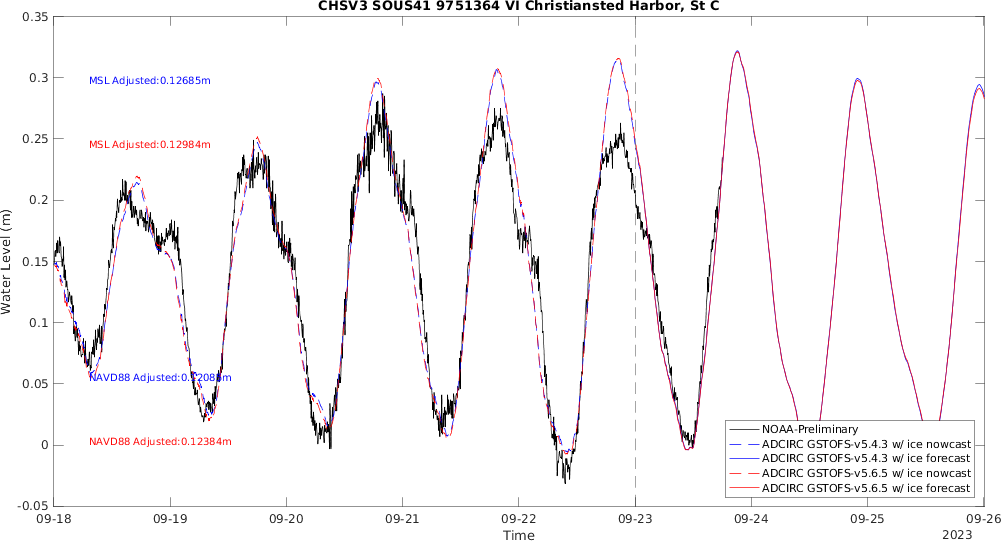 CHSV3 SOUS41 9751364 VI Christiansted Harbor, St C
0.35
0.3
0.25
0.2
0.15
0.1
0.05
0
-0.05
Water Level (m)
MSL Adjusted:0.12685m
MSL Adjusted:0.12984m
NAVD88 Adjusted:0.12085m
NAVD88 Adjusted:0.12384m
NOAA-Preliminary
ADCIRC GSTOFS-v5.4.3 w/ ice nowcast
ADCIRC GSTOFS-v5.4.3 w/ ice forecast
ADCIRC GSTOFS-v5.6.5 w/ ice nowcast
ADCIRC GSTOFS-v5.6.5 w/ ice forecast
09-18 09-19 09-20 09-21 09-22 09-23 09-24 09-25 09-26
Time
2023